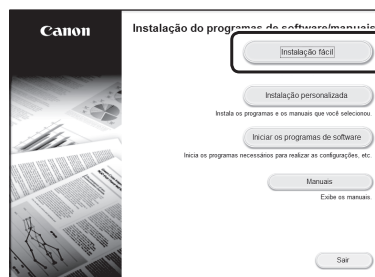 Canon
Instalação do programas de software/manuais
Instalação fácil
Instalação personalizada
Instala os programas e os manuais que você selecionou.
Iniciar os programas de software
Inicia os programas necessários para realizar as configurações, etc.
Manuais
Exibe os manuais.
Sair